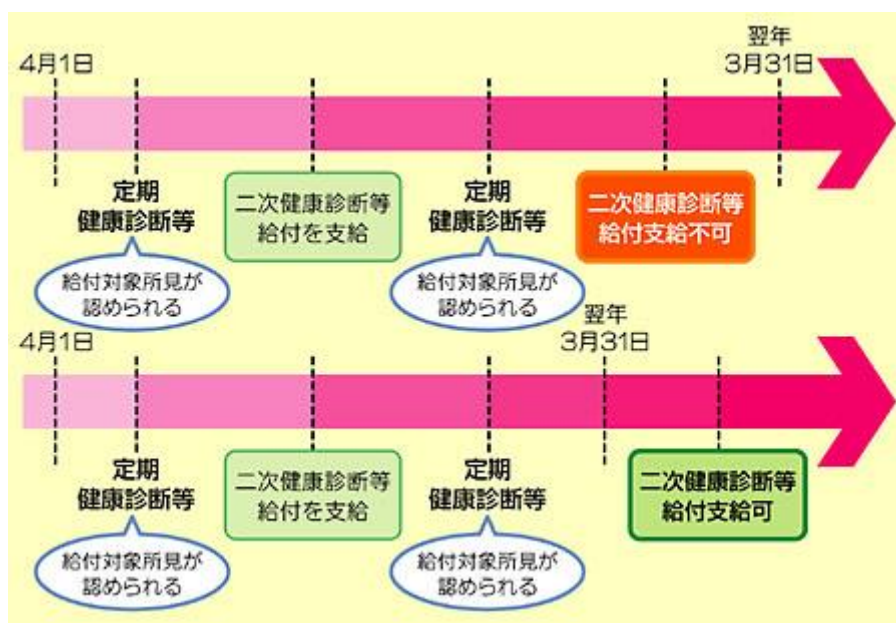 4月1日
翌年
3月31日
定期
健康診断等
二次健康診断等
給付を支給
定期
健康診断等
二次健康診断等
給付支給不可
給付対象所見が
認められる
給付対象所見が
認められる
4月1日
翌年
3月31日
定期
健康診断等
二次健康診断等
給付を支給
定期
健康診断等
二次健康診断等
給付支給可
給付対象所見が
認められる
給付対象所見が
認められる